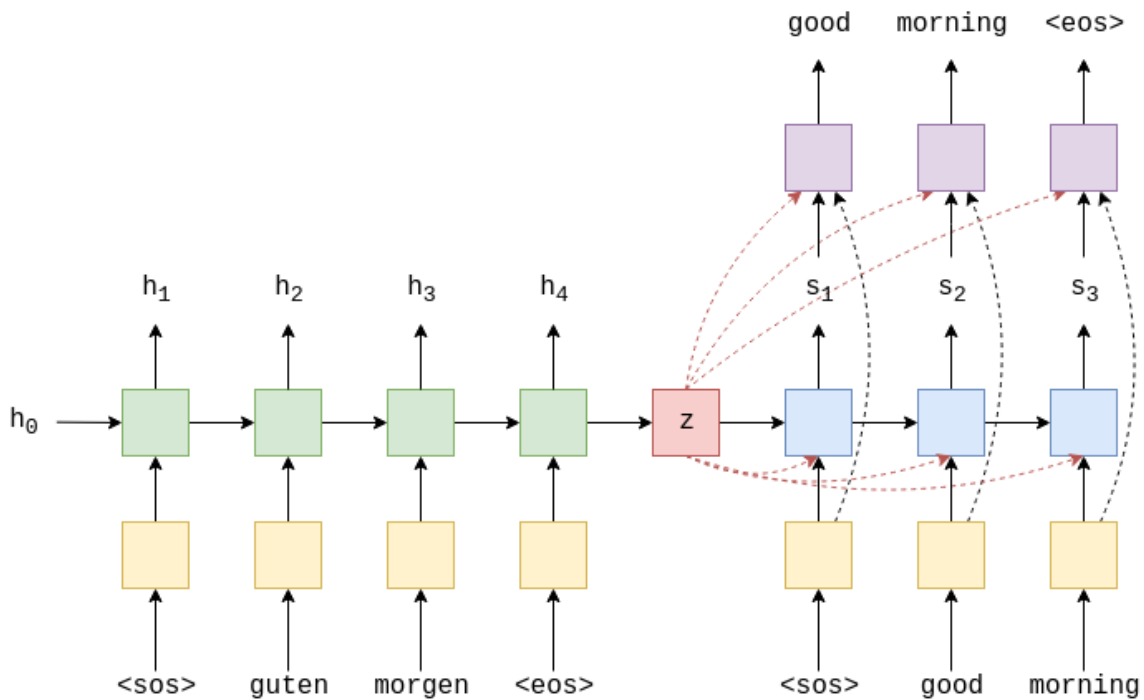 good morning <eos>
h₁ h₂ h₃ h₄ s₁ s₂ s₃
h₀ z
<sos> guten morgen <eos> <sos> good morning